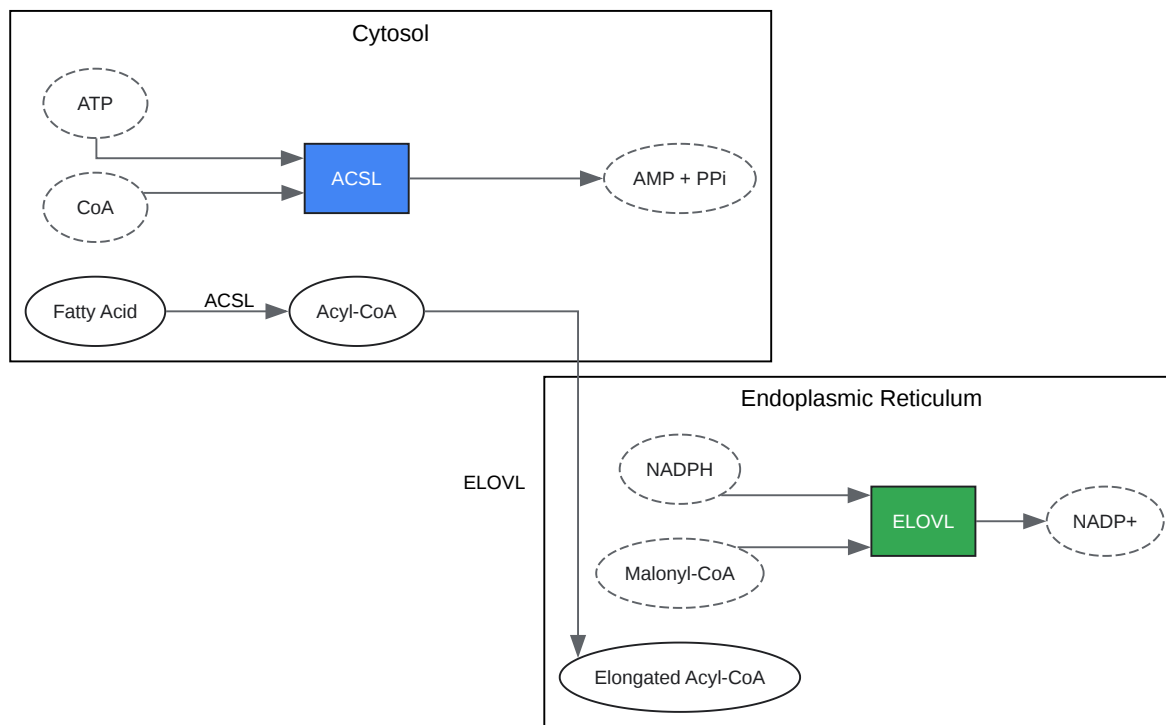 Cytosol
ATP
ACSL
AMP + PPi
CoA
Fatty Acid
ACSL
Acyl-CoA
Endoplasmic Reticulum
NADPH
ELOVL
ELOVL
NADP+
Malonyl-CoA
Elongated Acyl-CoA